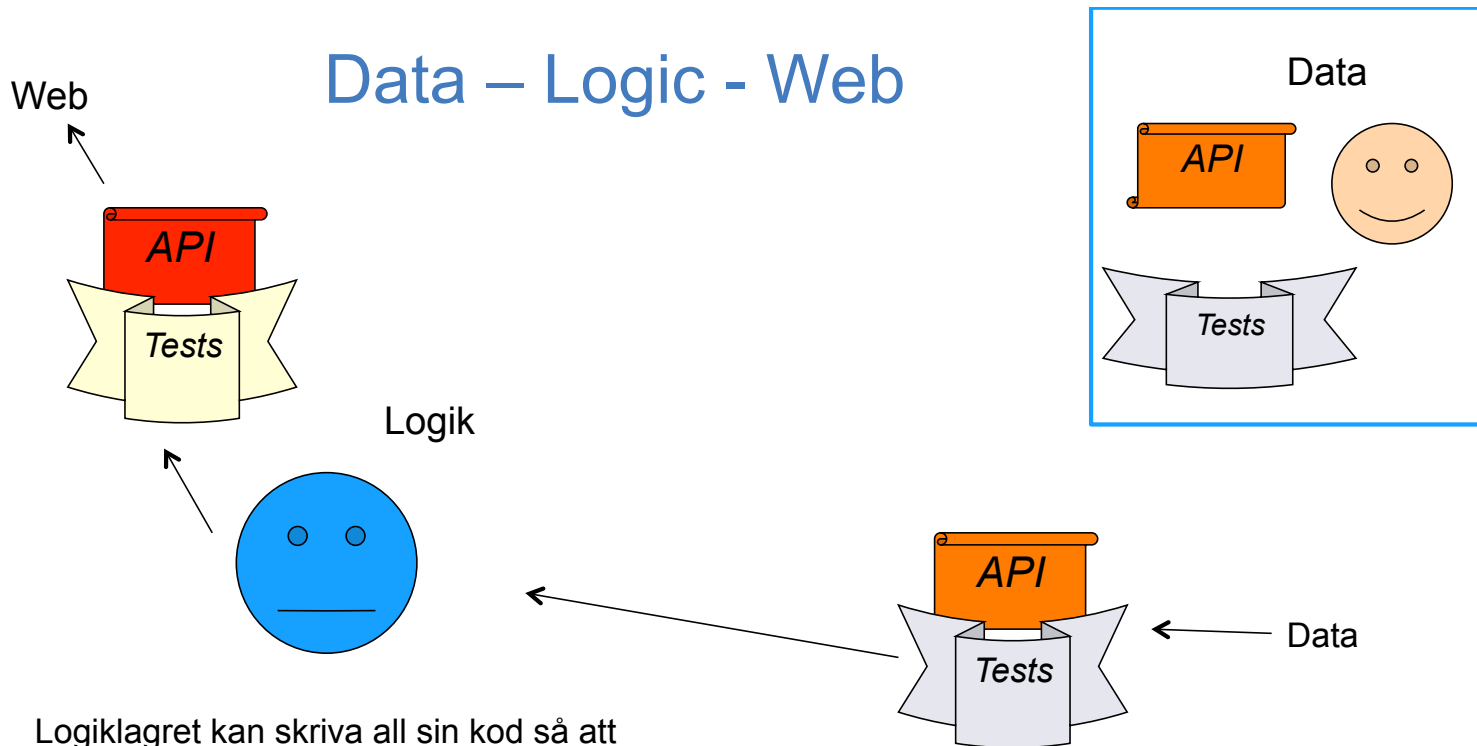 Data – Logic - Web
Web
API
Tests
Logik
Data
API
Tests
API
Tests
Data
Logiklagret kan skriva all sin kod så att